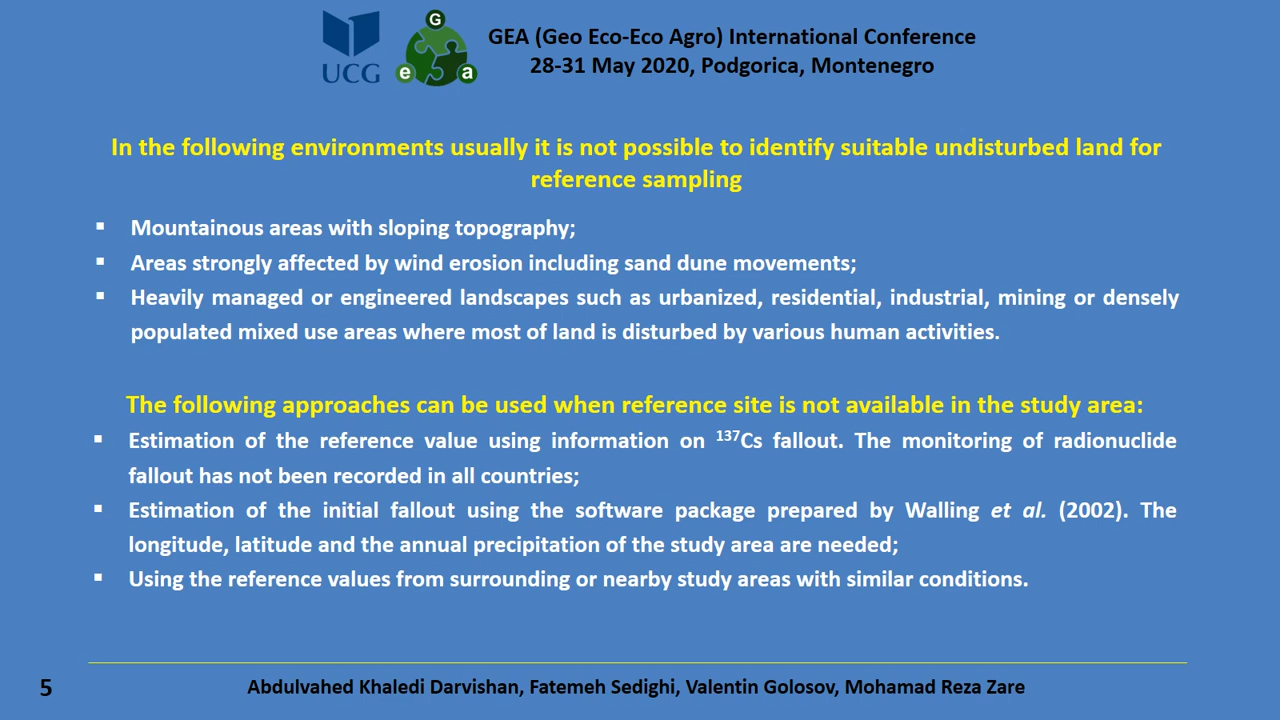 G
e a
UCG
GEA (Geo Eco-Eco Agro) International Conference
28-31 May 2020, Podgorica, Montenegro
In the following environments usually it is not possible to identify suitable undisturbed land for
reference sampling
▪ Mountainous areas with sloping topography;
▪ Areas strongly affected by wind erosion including sand dune movements;
▪ Heavily managed or engineered landscapes such as urbanized, residential, industrial, mining or densely
populated mixed use areas where most of land is disturbed by various human activities.
The following approaches can be used when reference site is not available in the study area:
▪ Estimation of the reference value using information on ¹³⁷Cs fallout. The monitoring of radionuclide
fallout has not been recorded in all countries;
▪ Estimation of the initial fallout using the software package prepared by Walling et al. (2002). The
longitude, latitude and the annual precipitation of the study area are needed;
▪ Using the reference values from surrounding or nearby study areas with similar conditions.
5
Abdulvahed Khaledi Darvishan, Fatemeh Sedighi, Valentin Golosov, Mohamad Reza Zare